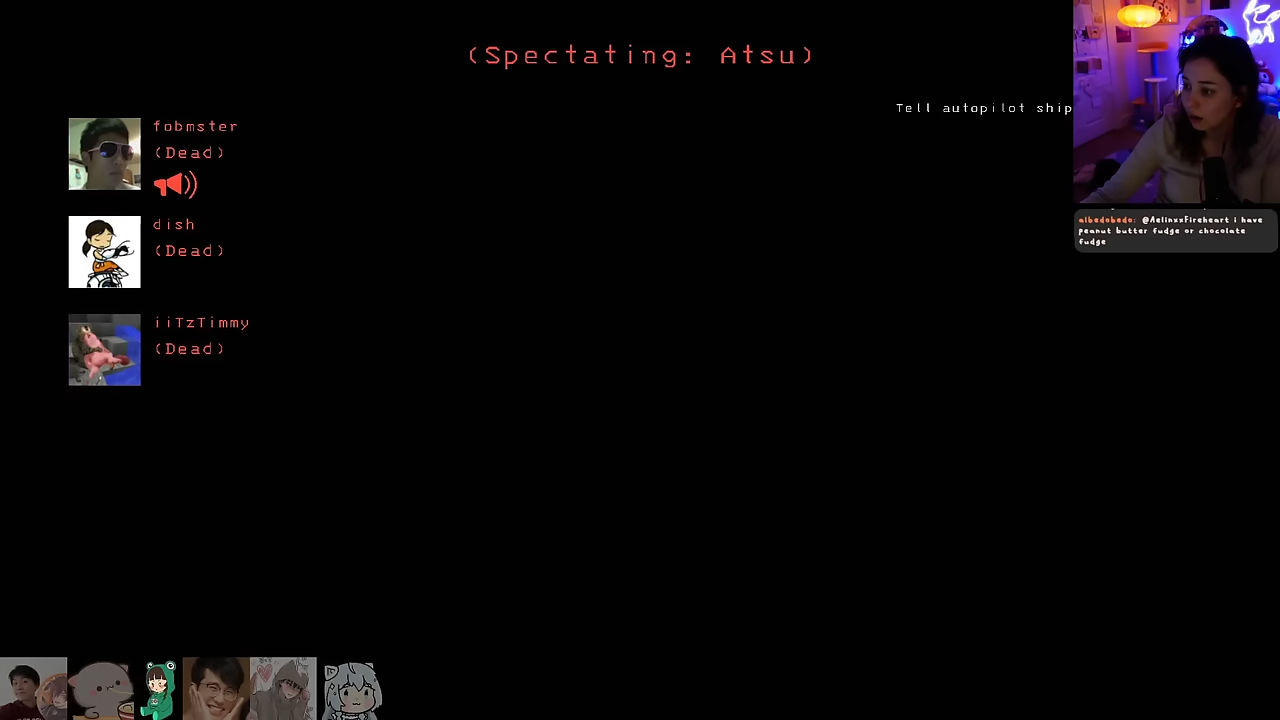 (Spectating: Atsu)
Tell autopilot ship
fobmster
(Dead)
dish
(Dead)
iiTzTimmy
(Dead)
albedobedo: @AelinxxFireheart i have
peanut butter fudge or chocolate
fudge